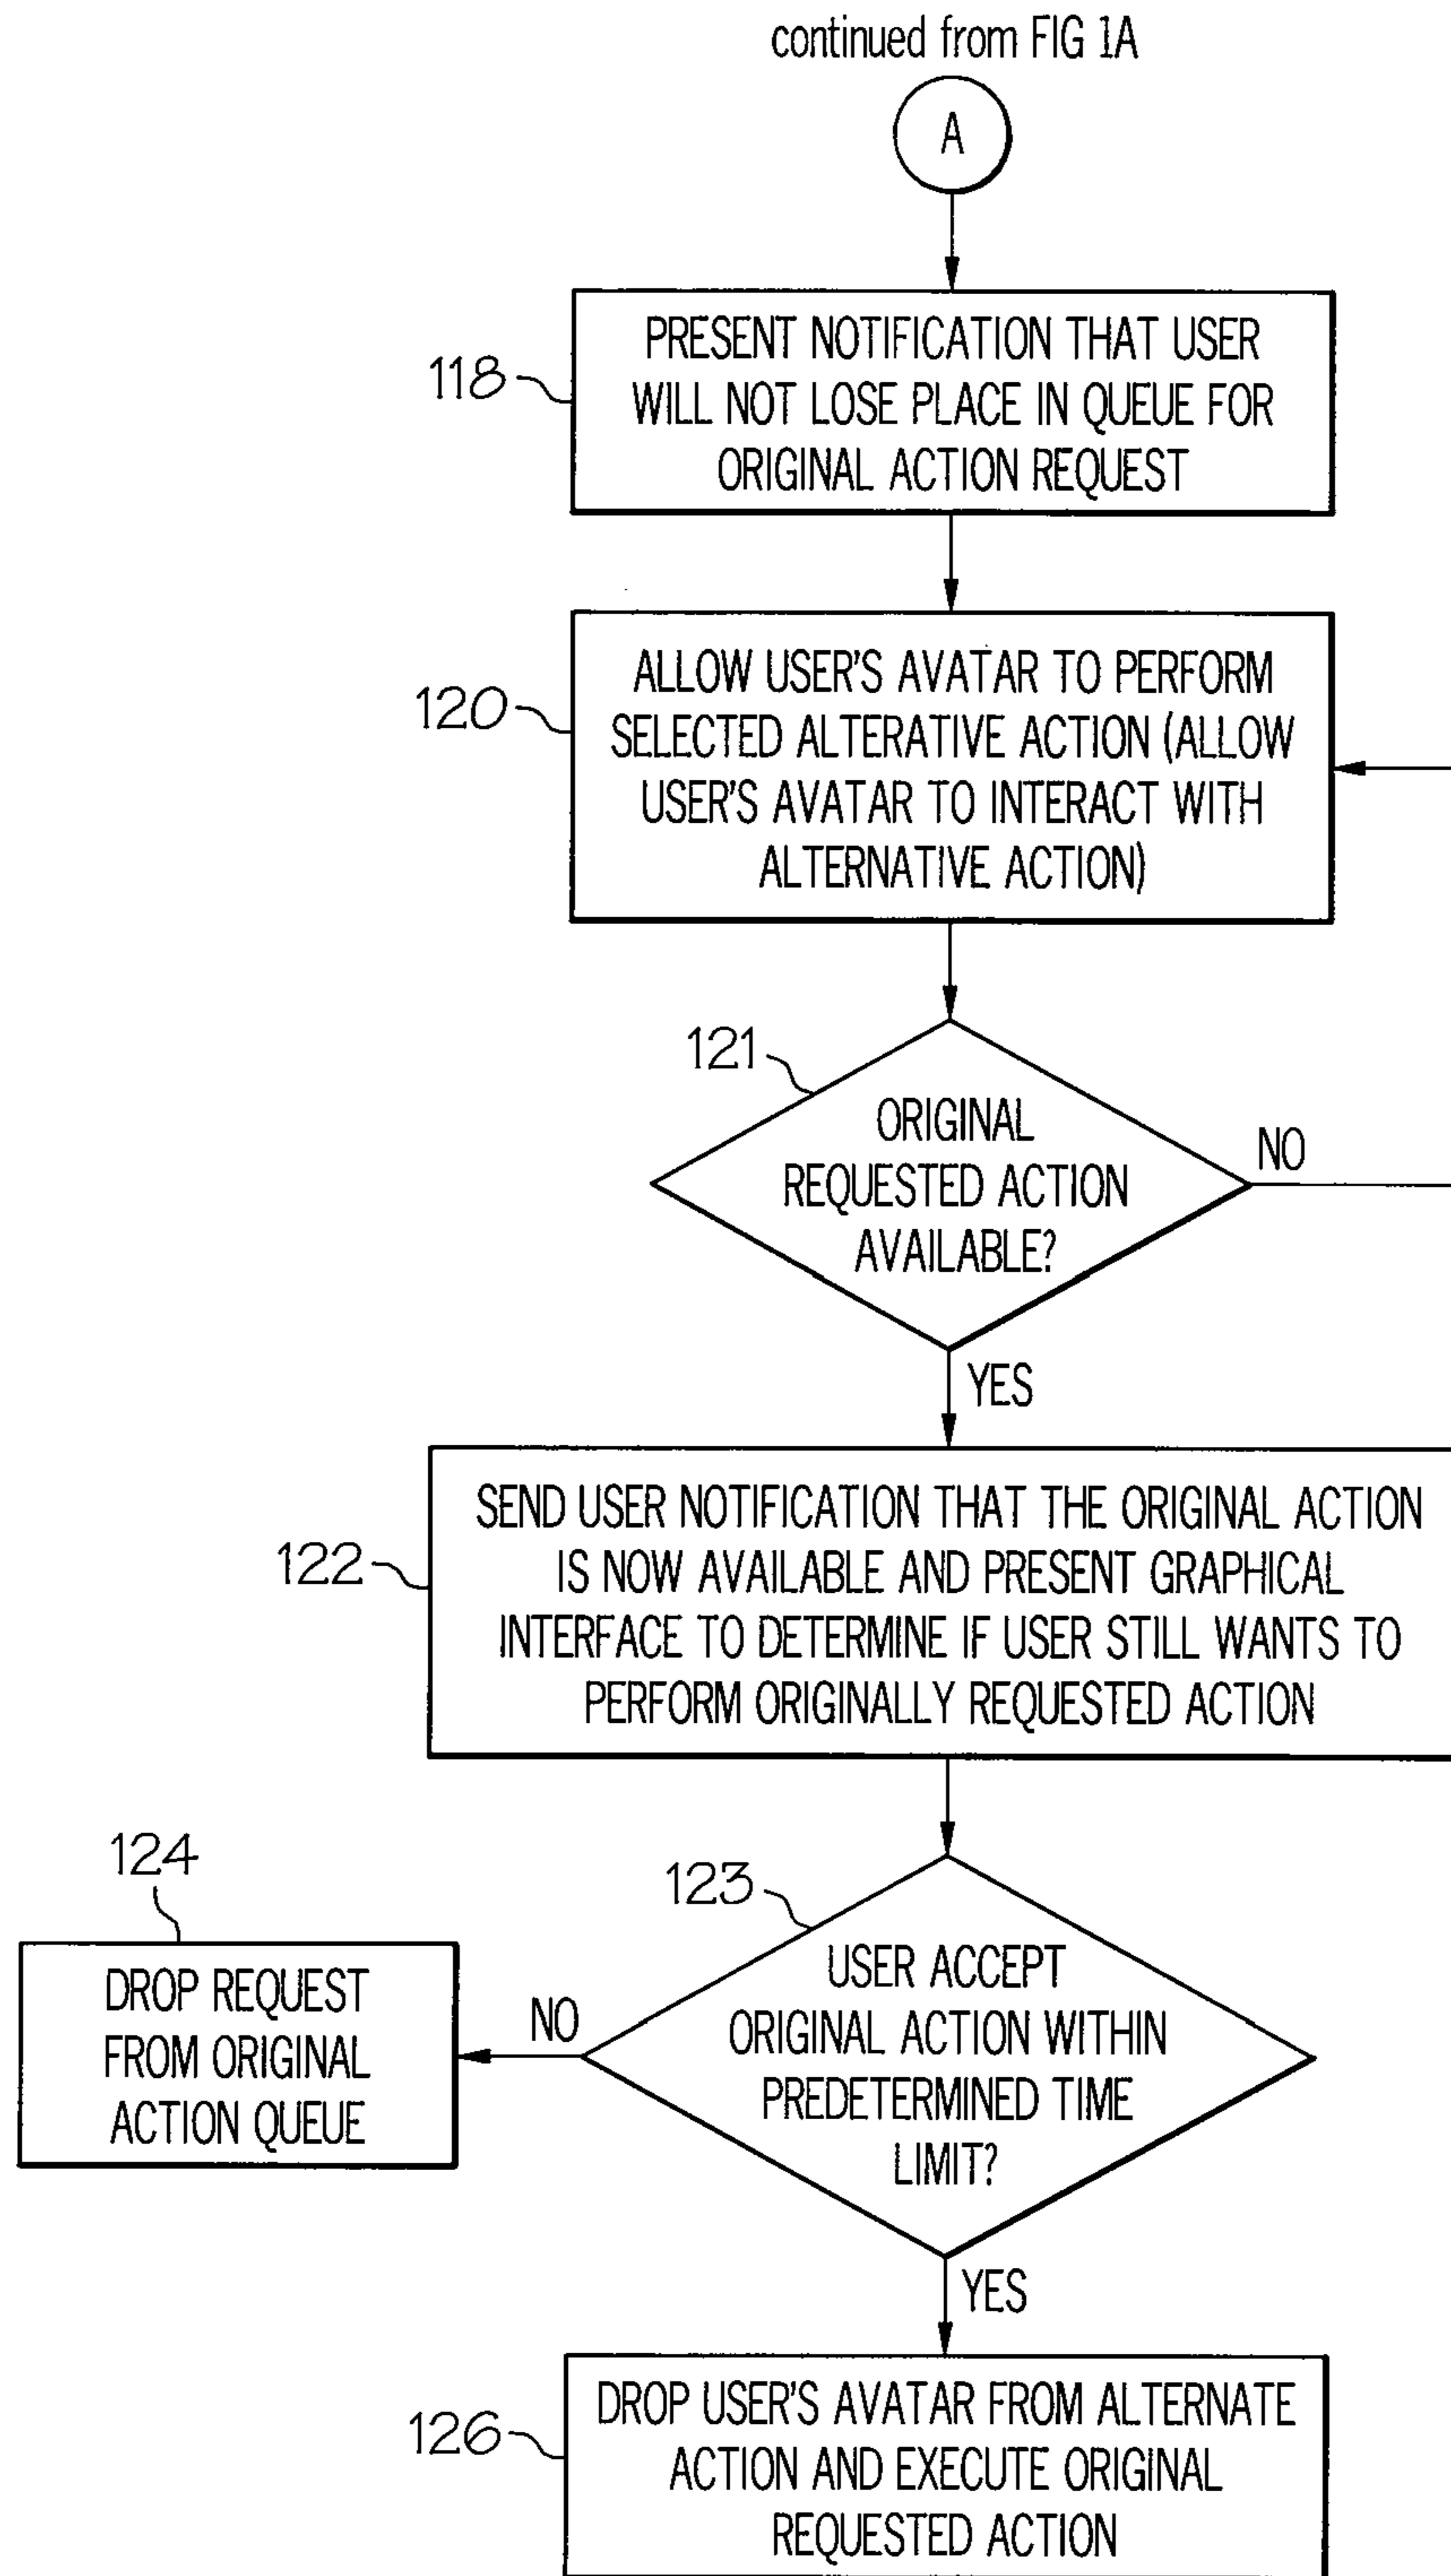 continued from FIG 1A
A
118
PRESENT NOTIFICATION THAT USER
WILL NOT LOSE PLACE IN QUEUE FOR
ORIGINAL ACTION REQUEST
120
ALLOW USER'S AVATAR TO PERFORM
SELECTED ALTERATIVE ACTION (ALLOW
USER'S AVATAR TO INTERACT WITH
ALTERNATIVE ACTION)
121
ORIGINAL
REQUESTED ACTION
AVAILABLE?
NO
YES
122
SEND USER NOTIFICATION THAT THE ORIGINAL ACTION
IS NOW AVAILABLE AND PRESENT GRAPHICAL
INTERFACE TO DETERMINE IF USER STILL WANTS TO
PERFORM ORIGINALLY REQUESTED ACTION
123
USER ACCEPT
ORIGINAL ACTION WITHIN
PREDETERMINED TIME
LIMIT?
NO
124
DROP REQUEST
FROM ORIGINAL
ACTION QUEUE
YES
126
DROP USER'S AVATAR FROM ALTERNATE
ACTION AND EXECUTE ORIGINAL
REQUESTED ACTION